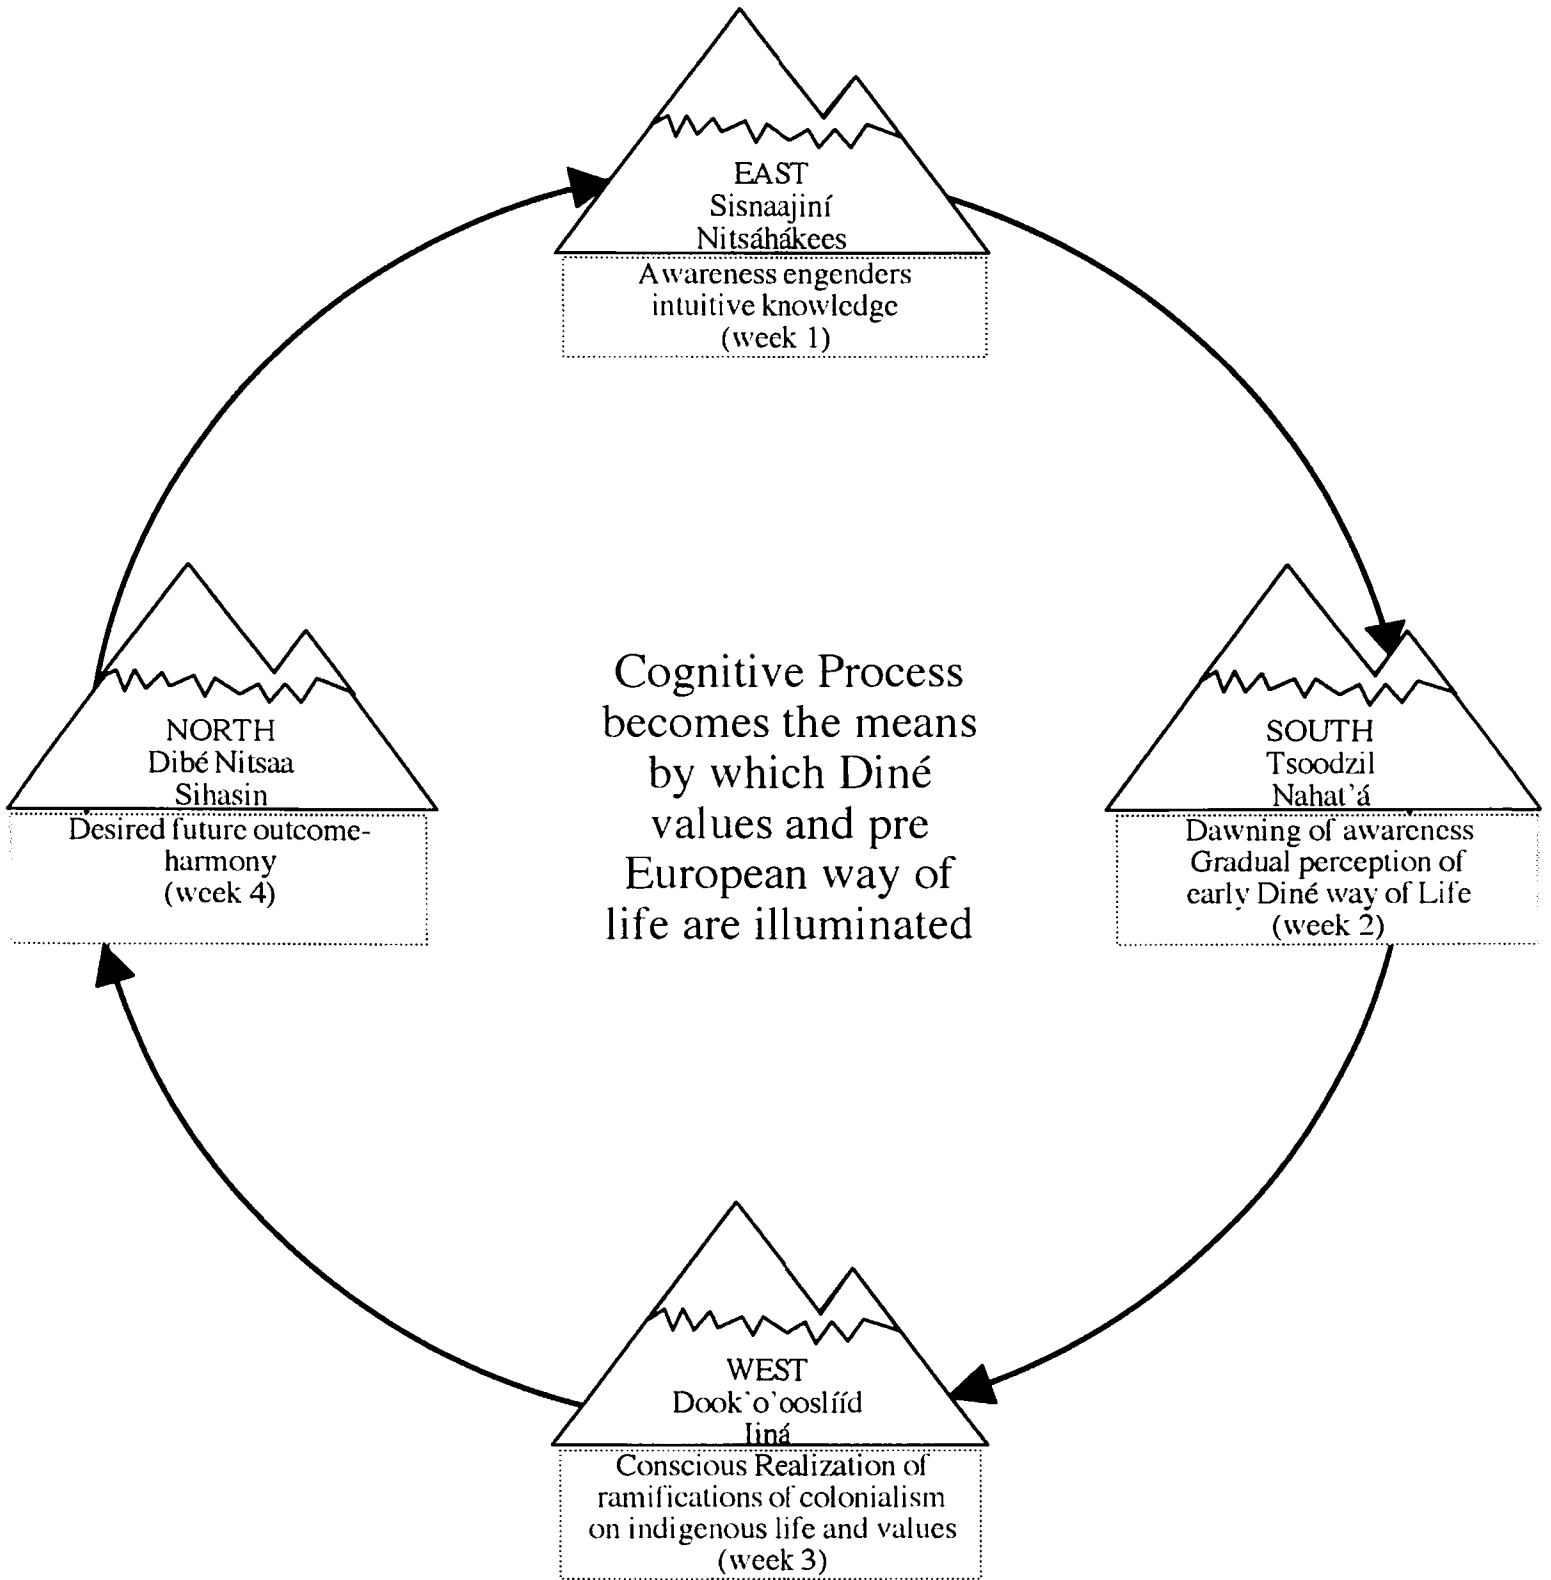 EAST
Sisnaajiní
Nitsáhákees
Awareness engenders
intuitive knowledge
(week 1)
NORTH
Dibé Nitsaa
Sihasin
Desired future outcome-
harmony
(week 4)
Cognitive Process
becomes the means
by which Diné
values and pre
European way of
life are illuminated
SOUTH
Tsoodzil
Nahat'á
Dawning of awareness
Gradual perception of
early Diné way of Life
(week 2)
WEST
Dook'o'ooslííd
Iiná
Conscious Realization of
ramifications of colonialism
on indigenous life and values
(week 3)